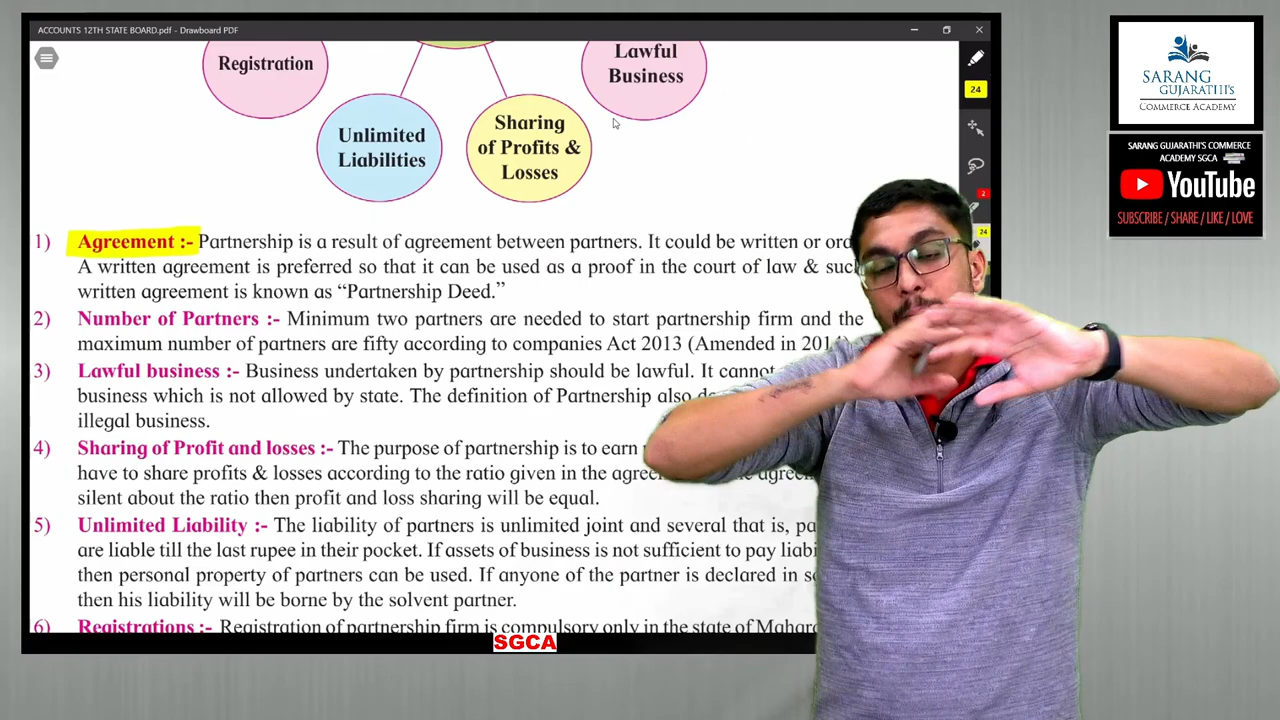 ACCOUNTS 12TH STATE BOARD.pdf - Drawboard PDF
Registration
Lawful
Business
Unlimited
Liabilities
Sharing
of Profits &
Losses
1) Agreement :- Partnership is a result of agreement between partners. It could be written or
A written agreement is preferred so that it can be used as a proof in the court of law &
written agreement is known as “Partnership Deed.”
2) Number of Partners :- Minimum two partners are needed to start partnership firm and the
maximum number of partners are fifty according to companies Act 2013 (Amended in
3) Lawful business :- Business undertaken by partnership should be lawful. It cannot
business which is not allowed by state. The definition of Partnership also
illegal business.
4) Sharing of Profit and losses :- The purpose of partnership is to earn
have to share profits & losses according to the ratio given in the
silent about the ratio then profit and loss sharing will be equal.
5) Unlimited Liability :- The liability of partners is unlimited joint and several that is,
are liable till the last rupee in their pocket. If assets of business is not sufficient to pay
then personal property of partners can be used. If anyone of the partner is declared in
then his liability will be borne by the solvent partner.
6) Registrations :- Registration of partnership firm is compulsory only in the state of
SGCA
24
2
24
SARANG
GUJARATHI'S
COMMERCE ACADEMY
SARANG GUJARATHI'S COMMERCE
ACADEMY SGCA
YouTube
SUBSCRIBE / SHARE / LIKE / LOVE